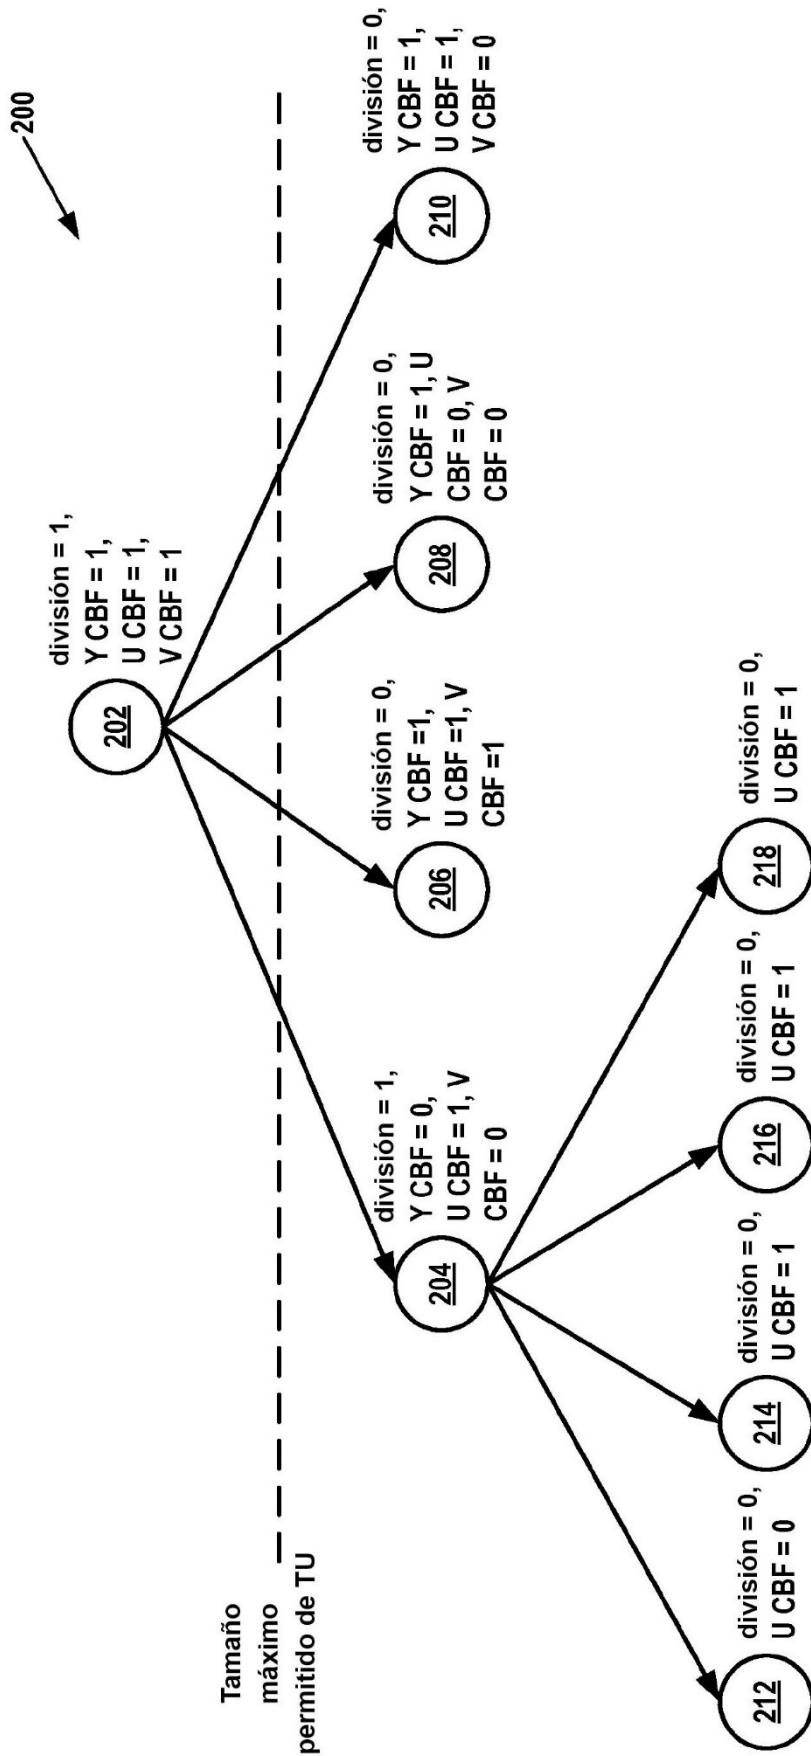 200
división = 1,
Y CBF = 1,
U CBF = 1,
V CBF = 1
202
Tamaño
máximo
permitido de TU
división = 1,
Y CBF = 0,
U CBF = 1, V
CBF = 0
204
división = 0,
Y CBF =1,
U CBF =1, V
CBF =1
206
división = 0,
Y CBF = 1, U
CBF = 0, V
CBF = 0
208
división = 0,
Y CBF = 1,
U CBF = 1,
V CBF = 0
210
división = 0,
U CBF = 0
212
división = 0,
U CBF = 1
214
división = 0,
U CBF = 1
216
división = 0,
U CBF = 1
218